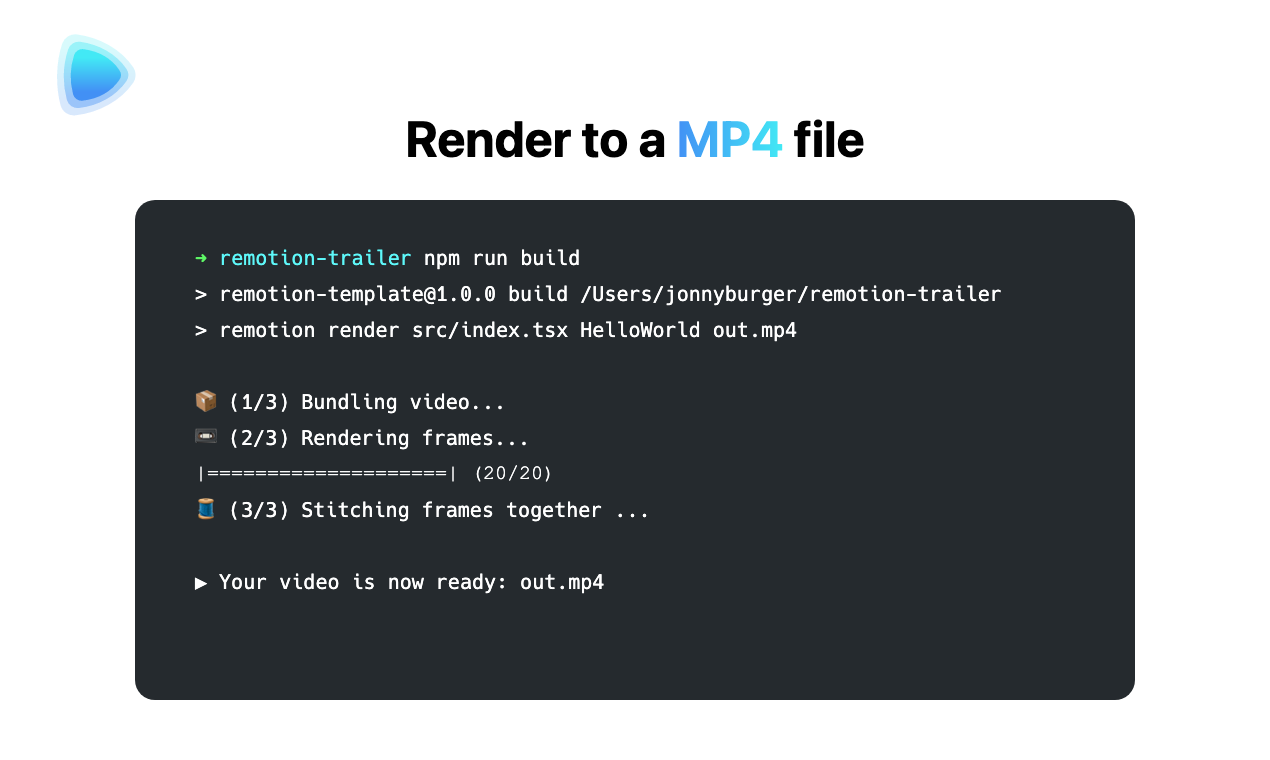 Render to a MP4 file
➜ remotion-trailer npm run build
> remotion-template@1.0.0 build /Users/jonnyburger/remotion-trailer
> remotion render src/index.tsx HelloWorld out.mp4
📦 (1/3) Bundling video...
📼 (2/3) Rendering frames...
|====================| (20/20)
🧵 (3/3) Stitching frames together ...
▶ Your video is now ready: out.mp4